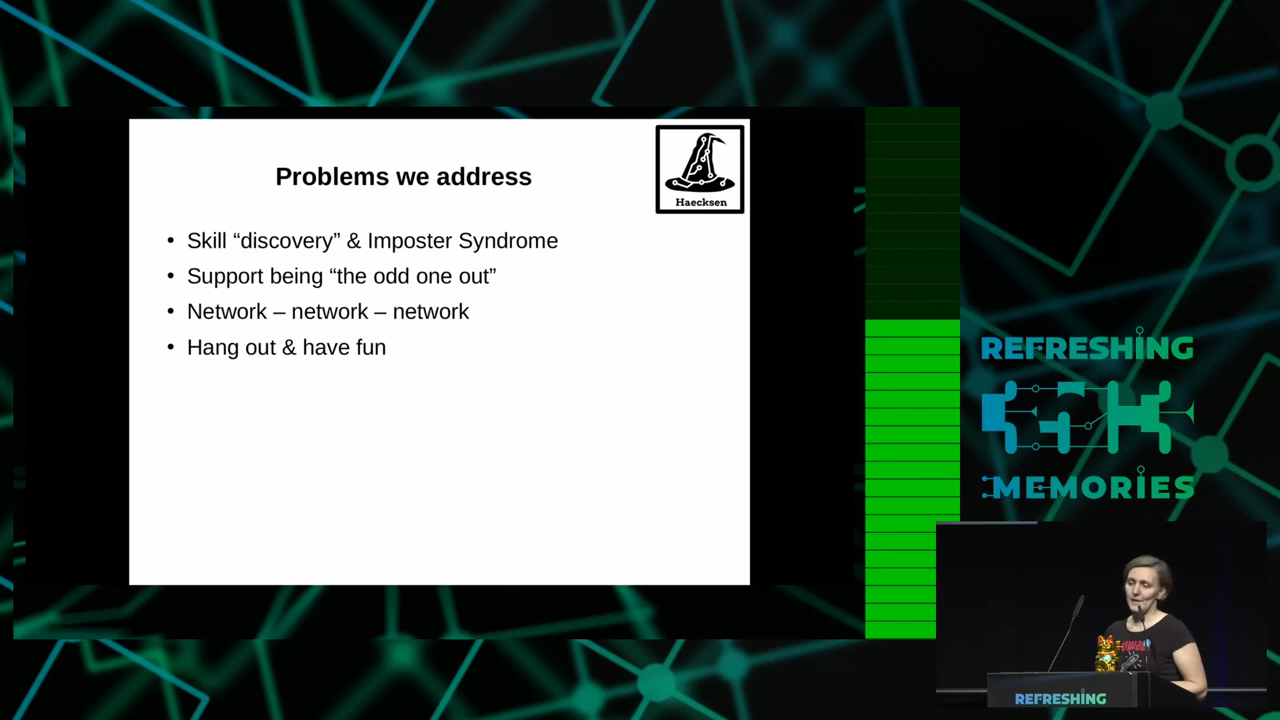 Problems we address
Haecksen
• Skill “discovery” & Imposter Syndrome
• Support being “the odd one out”
• Network – network – network
• Hang out & have fun
REFRESHING
MEMORIES
REFRESHING